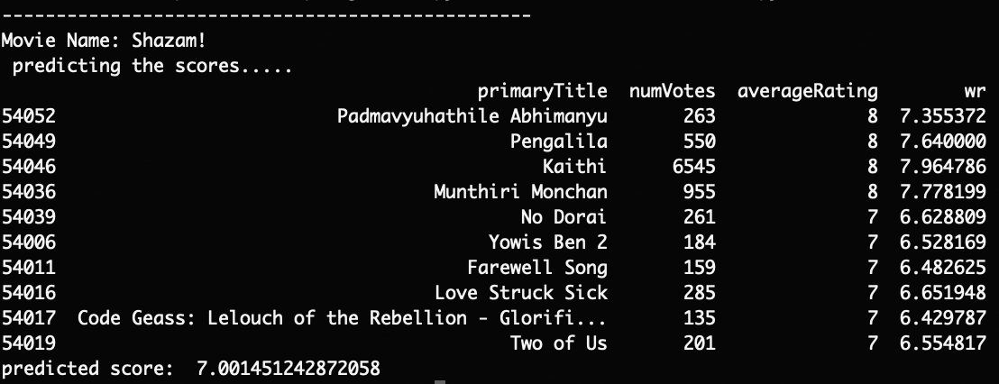 ------------------------------------------------
Movie Name: Shazam!
predicting the scores.....
primaryTitle numVotes averageRating wr
54052 Padmavyuhathile Abhimanyu 263 8 7.355372
54049 Pengalila 550 8 7.640000
54046 Kaithi 6545 8 7.964786
54036 Munthiri Monchan 955 8 7.778199
54039 No Dorai 261 7 6.628809
54006 Yowis Ben 2 184 7 6.528169
54011 Farewell Song 159 7 6.482625
54016 Love Struck Sick 285 7 6.651948
54017 Code Geass: Lelouch of the Rebellion - Glorifi... 135 7 6.429787
54019 Two of Us 201 7 6.554817
predicted score: 7.001451242872058